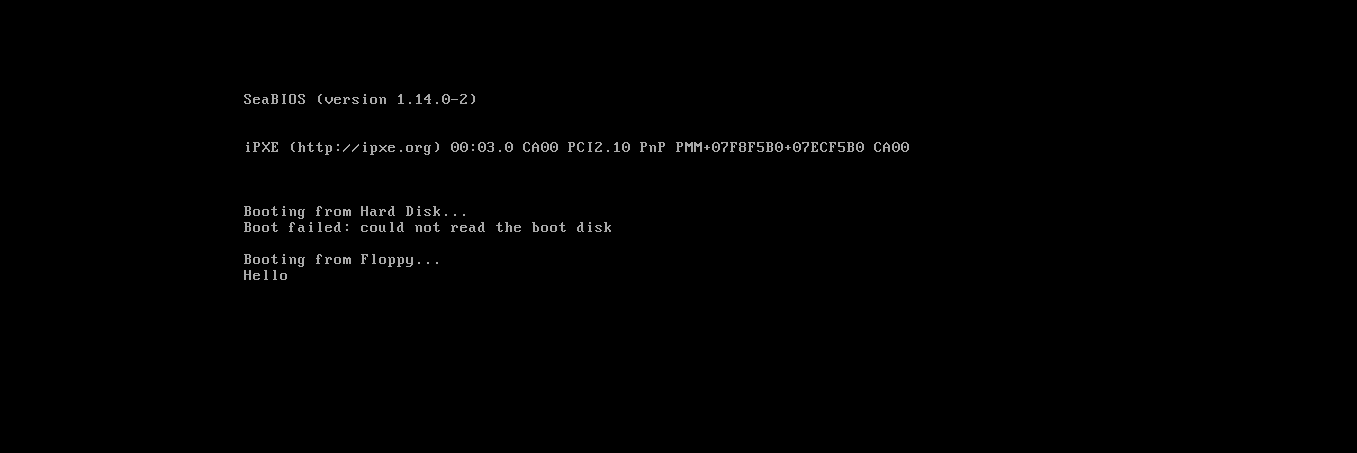 SeaBIOS (version 1.14.0-2)
iPXE (http://ipxe.org) 00:03.0 CA00 PCI2.10 PnP PMM+07F8F5B0+07ECF5B0 CA00
Booting from Hard Disk...
Boot failed: could not read the boot disk
Booting from Floppy...
Hello